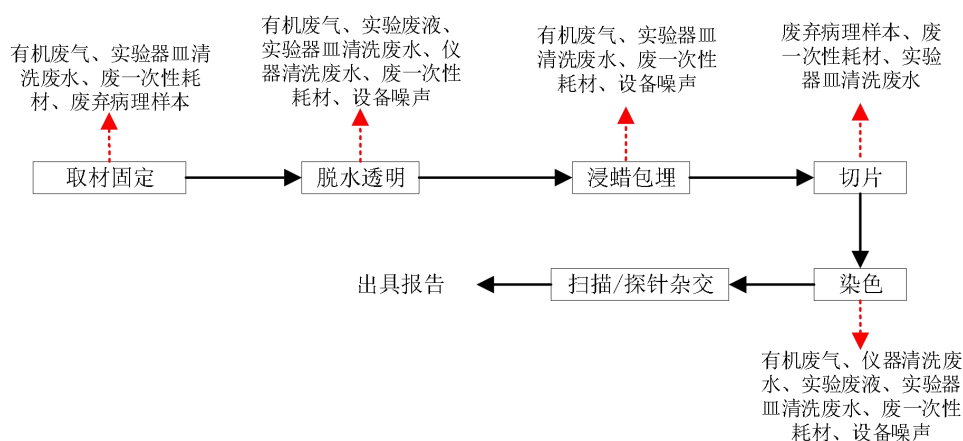 有机废气、实验器皿清
洗废水、废一次性耗
材、废弃病理样本
有机废气、实验废液、
实验器皿清洗废水、仪
器清洗废水、废一次性
耗材、设备噪声
有机废气、实验器皿
清洗废水、废一次性
耗材、设备噪声
废弃病理样本、废
一次性耗材、实验
器皿清洗废水
取材固定
脱水透明
浸蜡包埋
切片
出具报告
扫描/探针杂交
染色
有机废气、仪器清洗废
水、实验废液、实验器
皿清洗废水、废一次性
耗材、设备噪声